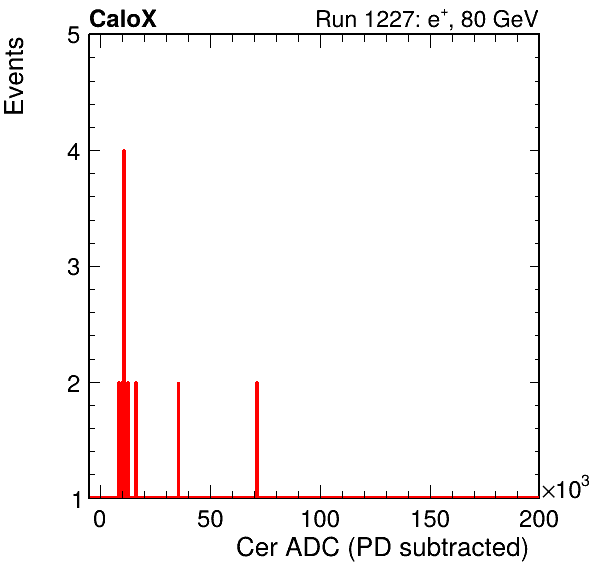 CaloX Run 1227: e⁺, 80 GeV
Events
5
4
3
2
1
×10³
0 50 100 150 200
Cer ADC (PD subtracted)